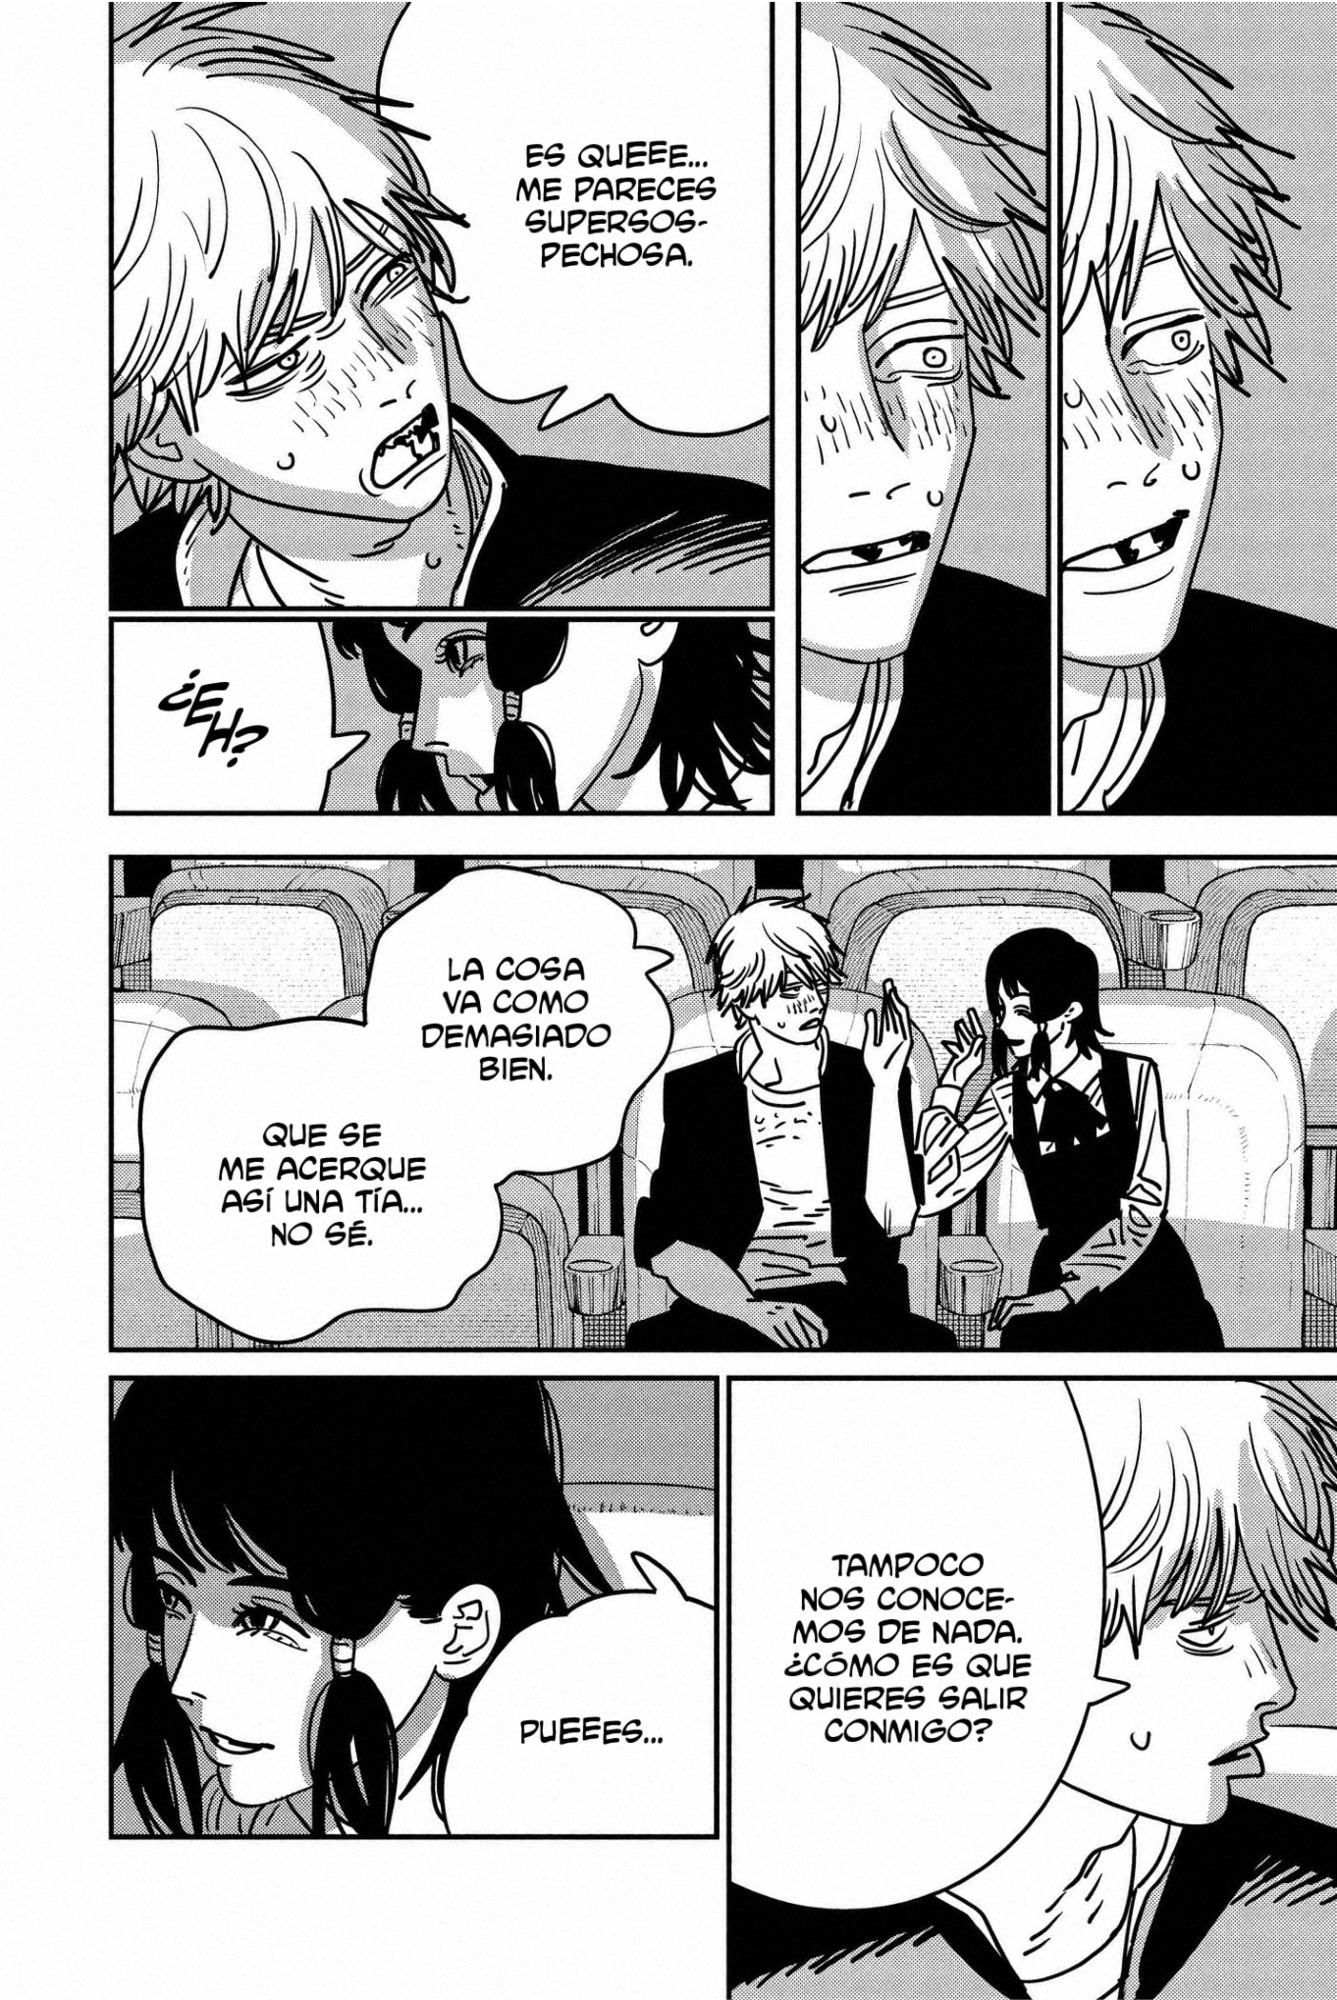 ES QUEEE...
ME PARECES
SUPERSOS-
PECHOSA.
¿EH?
LA COSA
VA COMO
DEMASIADO
BIEN.
QUE SE
ME ACERQUE
ASÍ UNA TÍA...
NO SÉ.
TAMPOCO
NOS CONOCE-
MOS DE NADA.
¿CÓMO ES QUE
QUIERES SALIR
CONMIGO?
PUEEES...